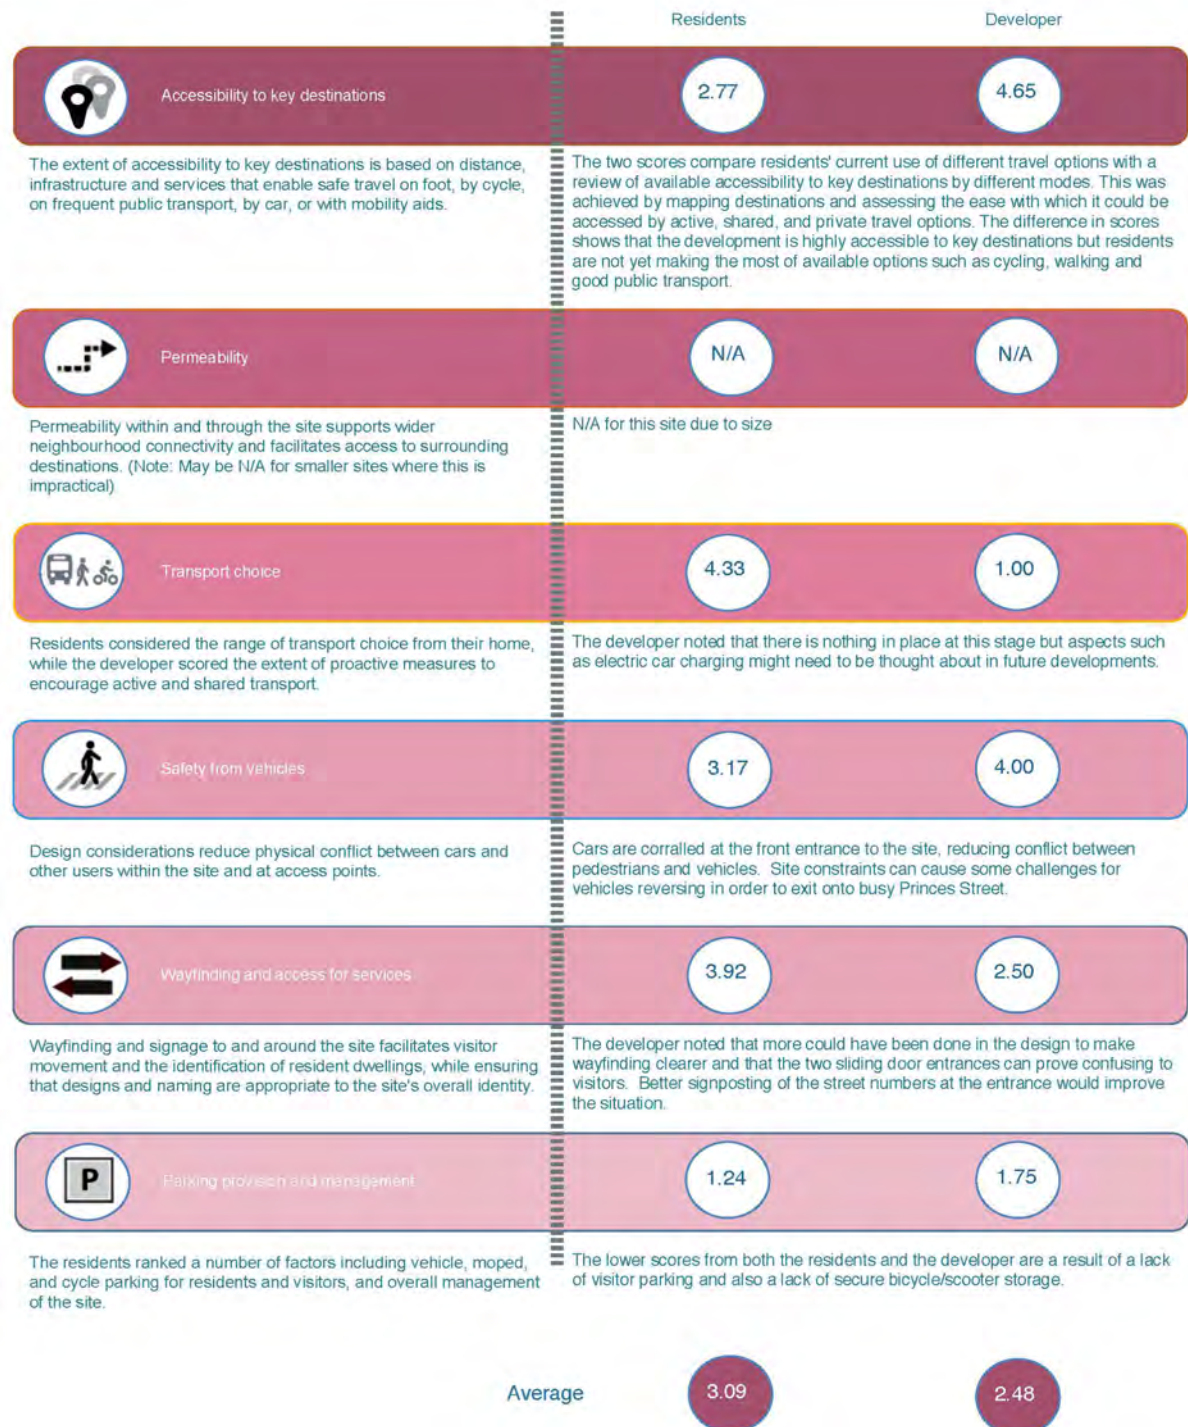 Residents
Developer
Accessibility to key destinations
2.77
4.65
The extent of accessibility to key destinations is based on distance,
infrastructure and services that enable safe travel on foot, by cycle,
on frequent public transport, by car, or with mobility aids.
The two scores compare residents' current use of different travel options with a
review of available accessibility to key destinations by different modes. This was
achieved by mapping destinations and assessing the ease with which it could be
accessed by active, shared, and private travel options. The difference in scores
shows that the development is highly accessible to key destinations but residents
are not yet making the most of available options such as cycling, walking and
good public transport.
Permeability
N/A
N/A
Permeability within and through the site supports wider
neighbourhood connectivity and facilitates access to surrounding
destinations. (Note: May be N/A for smaller sites where this is
impractical)
N/A for this site due to size
Transport choice
4.33
1.00
Residents considered the range of transport choice from their home,
while the developer scored the extent of proactive measures to
encourage active and shared transport.
The developer noted that there is nothing in place at this stage but aspects such
as electric car charging might need to be thought about in future developments.
Safety from vehicles
3.17
4.00
Design considerations reduce physical conflict between cars and
other users within the site and at access points.
Cars are corralled at the front entrance to the site, reducing conflict between
pedestrians and vehicles. Site constraints can cause some challenges for
vehicles reversing in order to exit onto busy Princes Street.
Wayfinding and access for services
3.92
2.50
Wayfinding and signage to and around the site facilitates visitor
movement and the identification of resident dwellings, while ensuring
that designs and naming are appropriate to the site's overall identity.
The developer noted that more could have been done in the design to make
wayfinding clearer and that the two sliding door entrances can prove confusing to
visitors. Better signposting of the street numbers at the entrance would improve
the situation.
P
Parking provision and management
1.24
1.75
The residents ranked a number of factors including vehicle, moped,
and cycle parking for residents and visitors, and overall management
of the site.
The lower scores from both the residents and the developer are a result of a lack
of visitor parking and also a lack of secure bicycle/scooter storage.
Average
3.09
2.48